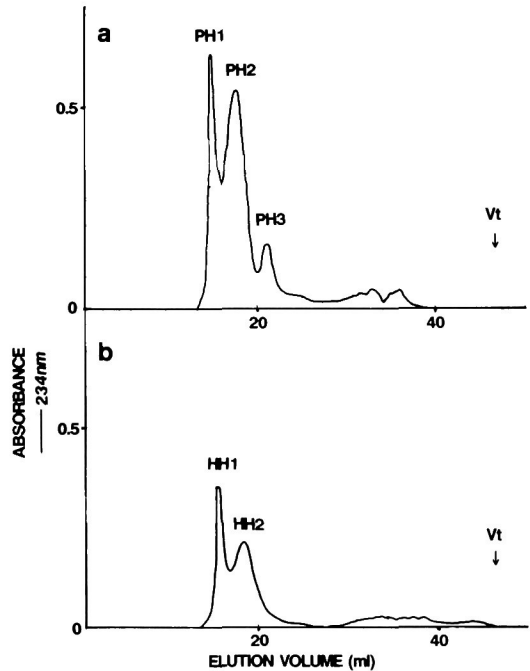 a
PH1
PH2
0.5
PH3
Vt
0
20
40
b
ABSORBANCE
234nm
0.5
HH1
HH2
Vt
0
20
40
ELUTION VOLUME (ml)